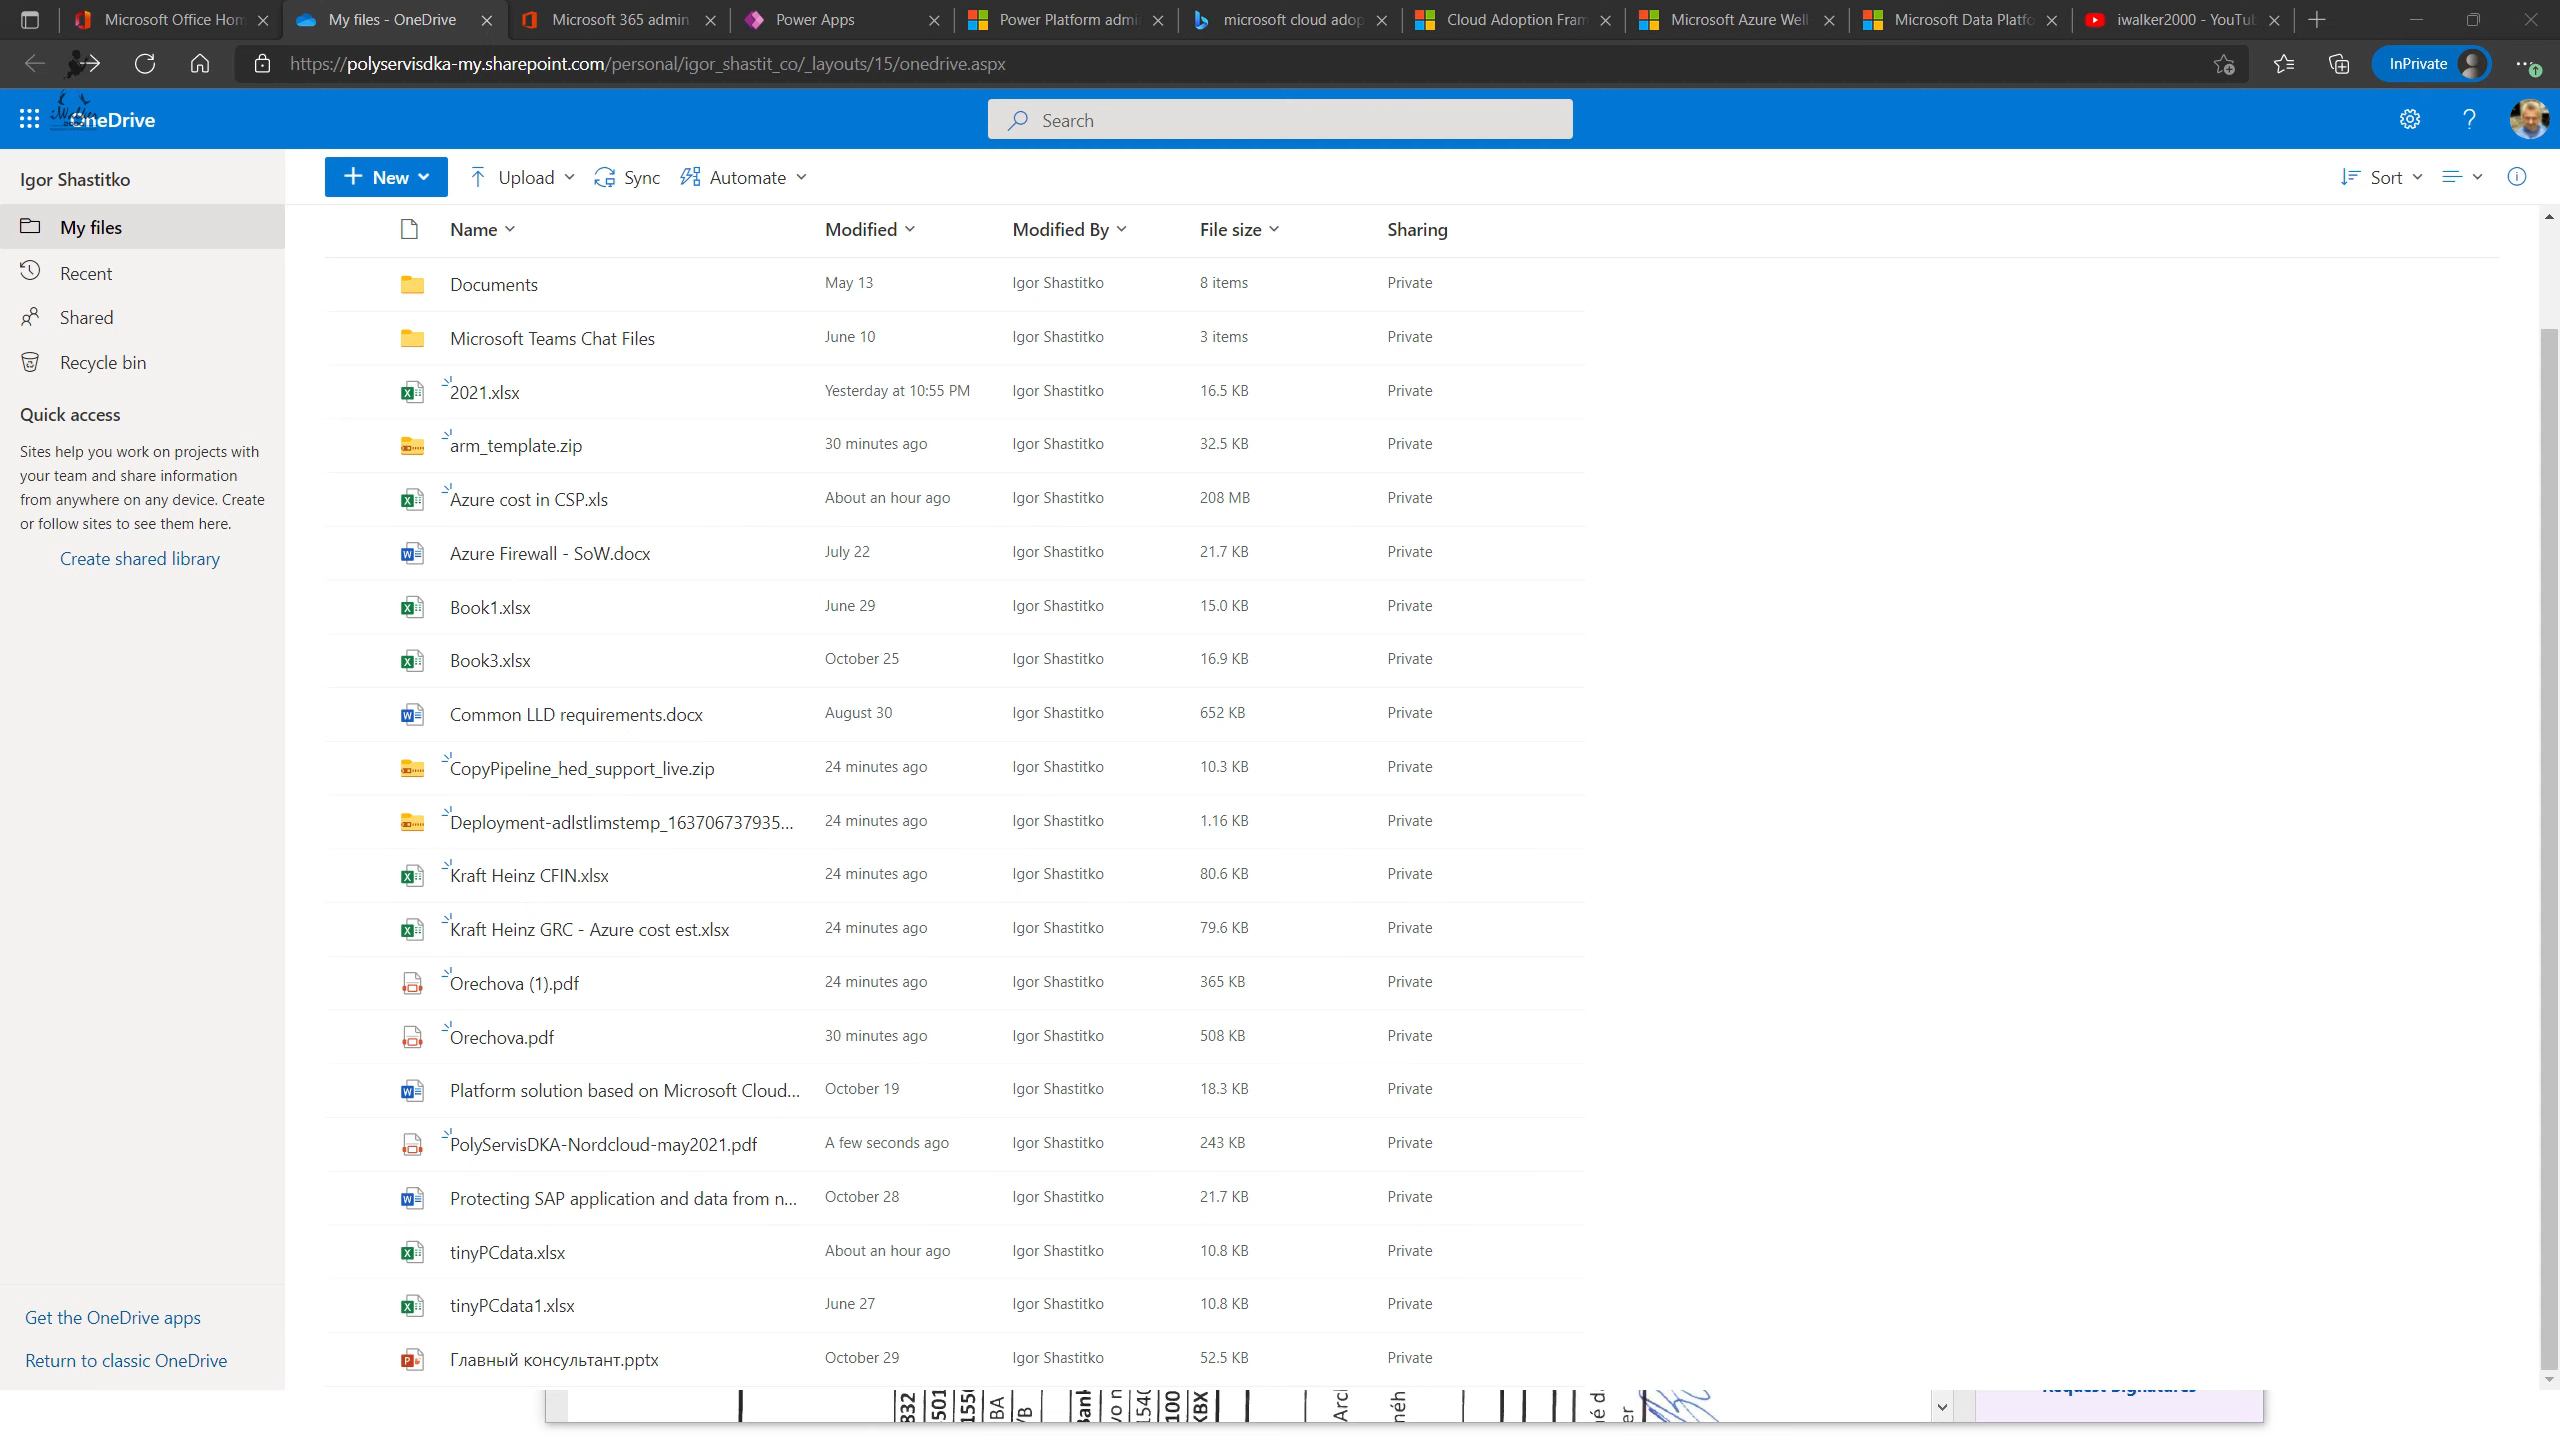 Microsoft Office Hom
My files - OneDrive
Microsoft 365 admin
Power Apps
Power Platform admi
microsoft cloud adop
Cloud Adoption Fram
Microsoft Azure Well
Microsoft Data Platfo
iwalker2000 - YouTu
https://polyservisdka-my.sharepoint.com/personal/igor_shastit_co/_layouts/15/onedrive.aspx
InPrivate
OneDrive
Search
Igor Shastitko
New
Upload
Sync
Automate
Sort
My files
Recent
Shared
Recycle bin
Quick access
Sites help you work on projects with
your team and share information
from anywhere on any device. Create
or follow sites to see them here.
Create shared library
Get the OneDrive apps
Return to classic OneDrive
Name Modified Modified By File size Sharing
Documents May 13 Igor Shastitko 8 items Private
Microsoft Teams Chat Files June 10 Igor Shastitko 3 items Private
2021.xlsx Yesterday at 10:55 PM Igor Shastitko 16.5 KB Private
arm_template.zip 30 minutes ago Igor Shastitko 32.5 KB Private
Azure cost in CSP.xls About an hour ago Igor Shastitko 208 MB Private
Azure Firewall - SoW.docx July 22 Igor Shastitko 21.7 KB Private
Book1.xlsx June 29 Igor Shastitko 15.0 KB Private
Book3.xlsx October 25 Igor Shastitko 16.9 KB Private
Common LLD requirements.docx August 30 Igor Shastitko 652 KB Private
CopyPipeline_hed_support_live.zip 24 minutes ago Igor Shastitko 10.3 KB Private
Deployment-adlstlimstemp_163706737935... 24 minutes ago Igor Shastitko 1.16 KB Private
Kraft Heinz CFIN.xlsx 24 minutes ago Igor Shastitko 80.6 KB Private
Kraft Heinz GRC - Azure cost est.xlsx 24 minutes ago Igor Shastitko 79.6 KB Private
Orechova (1).pdf 24 minutes ago Igor Shastitko 365 KB Private
Orechova.pdf 30 minutes ago Igor Shastitko 508 KB Private
Platform solution based on Microsoft Cloud... October 19 Igor Shastitko 18.3 KB Private
PolyServisDKA-Nordcloud-may2021.pdf A few seconds ago Igor Shastitko 243 KB Private
Protecting SAP application and data from n... October 28 Igor Shastitko 21.7 KB Private
tinyPCdata.xlsx About an hour ago Igor Shastitko 10.8 KB Private
tinyPCdata1.xlsx June 27 Igor Shastitko 10.8 KB Private
Главный консультант.pptx October 29 Igor Shastitko 52.5 KB Private